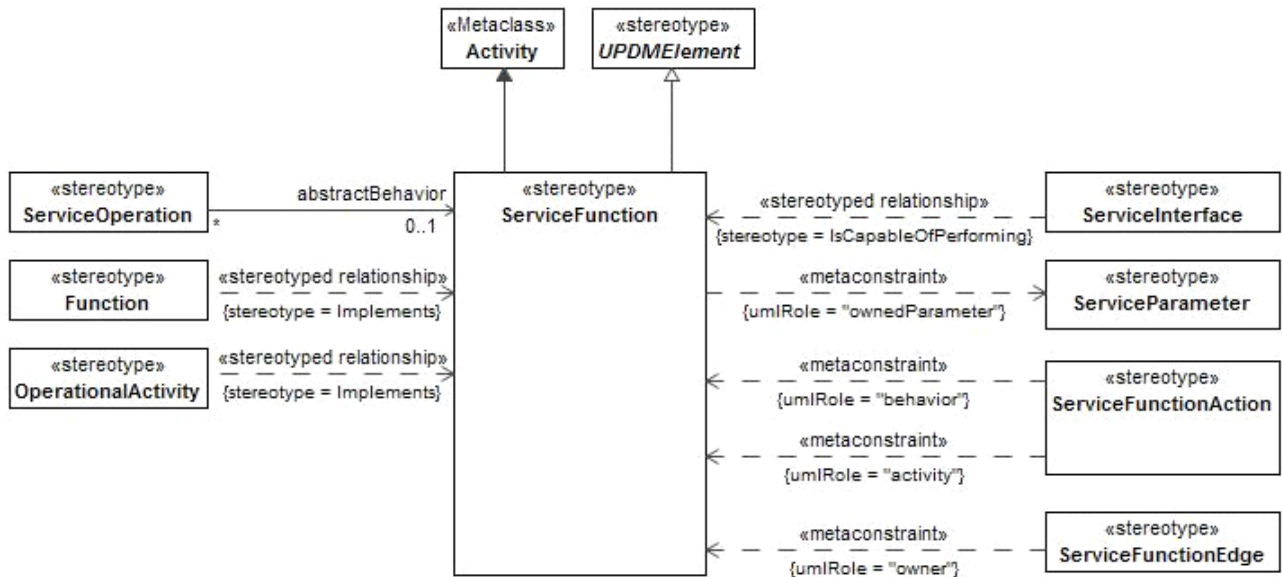 «Metaclass»
Activity
«stereotype»
UPDMElement
«stereotype»
ServiceOperation
abstractBehavior
*
0..1
«stereotype»
Function
«stereotyped relationship»
{stereotype = Implements}
«stereotype»
OperationalActivity
«stereotyped relationship»
{stereotype = Implements}
«stereotype»
ServiceFunction
«stereotyped relationship»
{stereotype = IsCapableOfPerforming}
«stereotype»
ServiceInterface
«metaconstraint»
{umlRole = "ownedParameter"}
«stereotype»
ServiceParameter
«metaconstraint»
{umlRole = "behavior"}
«stereotype»
ServiceFunctionAction
«metaconstraint»
{umlRole = "activity"}
«metaconstraint»
{umlRole = "owner"}
«stereotype»
ServiceFunctionEdge